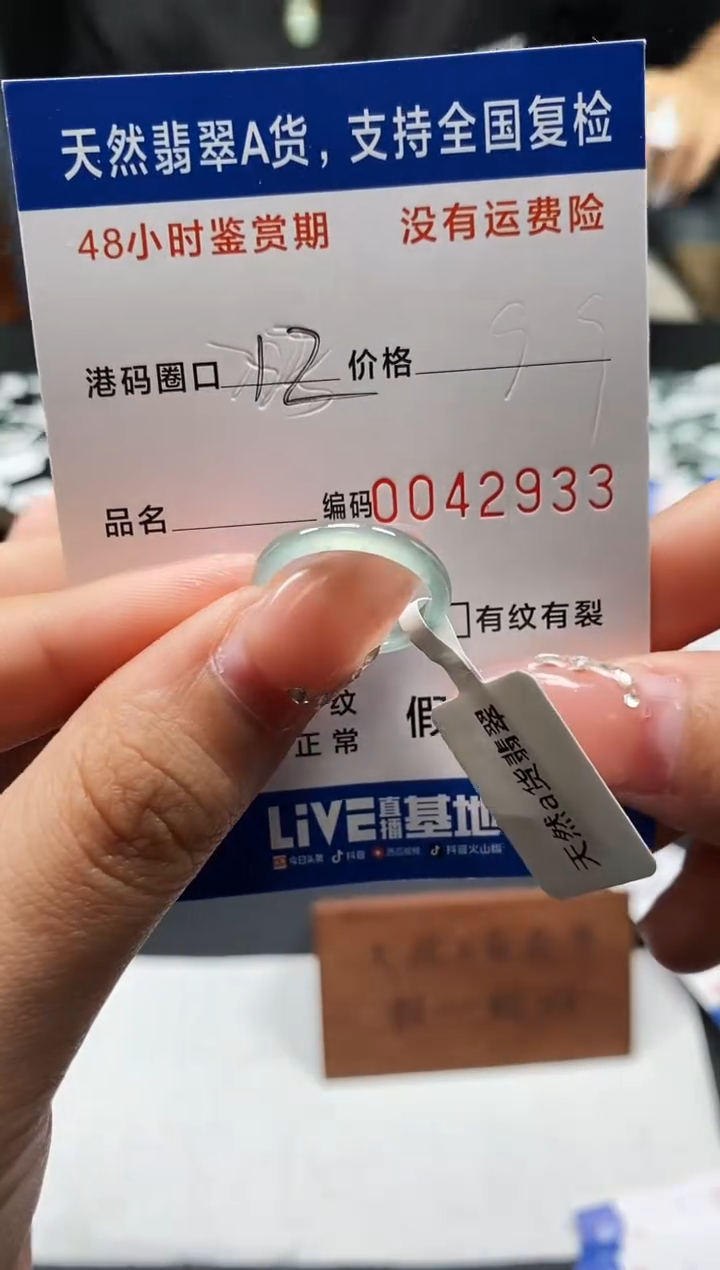 天然翡翠A货，支持全国复检
48小时鉴赏期 没有运费险
港码圈口 12 价格 99
品名 编码0042933
有纹有裂
纹
正常 假
天然a货翡翠
LiVE直播基地
今日头条 抖音 西瓜视频 抖音火山版